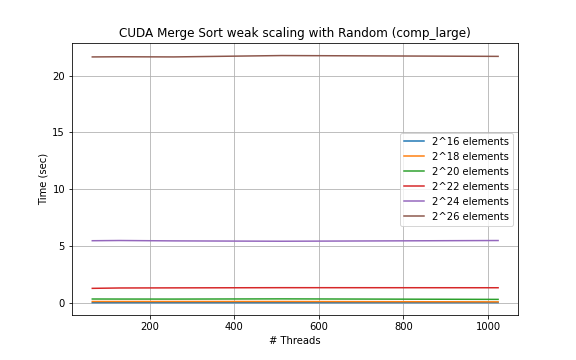 CUDA Merge Sort weak scaling with Random (comp_large)
Time (sec)
20
15
10
5
0
2^16 elements
2^18 elements
2^20 elements
2^22 elements
2^24 elements
2^26 elements
200 400 600 800 1000
# Threads